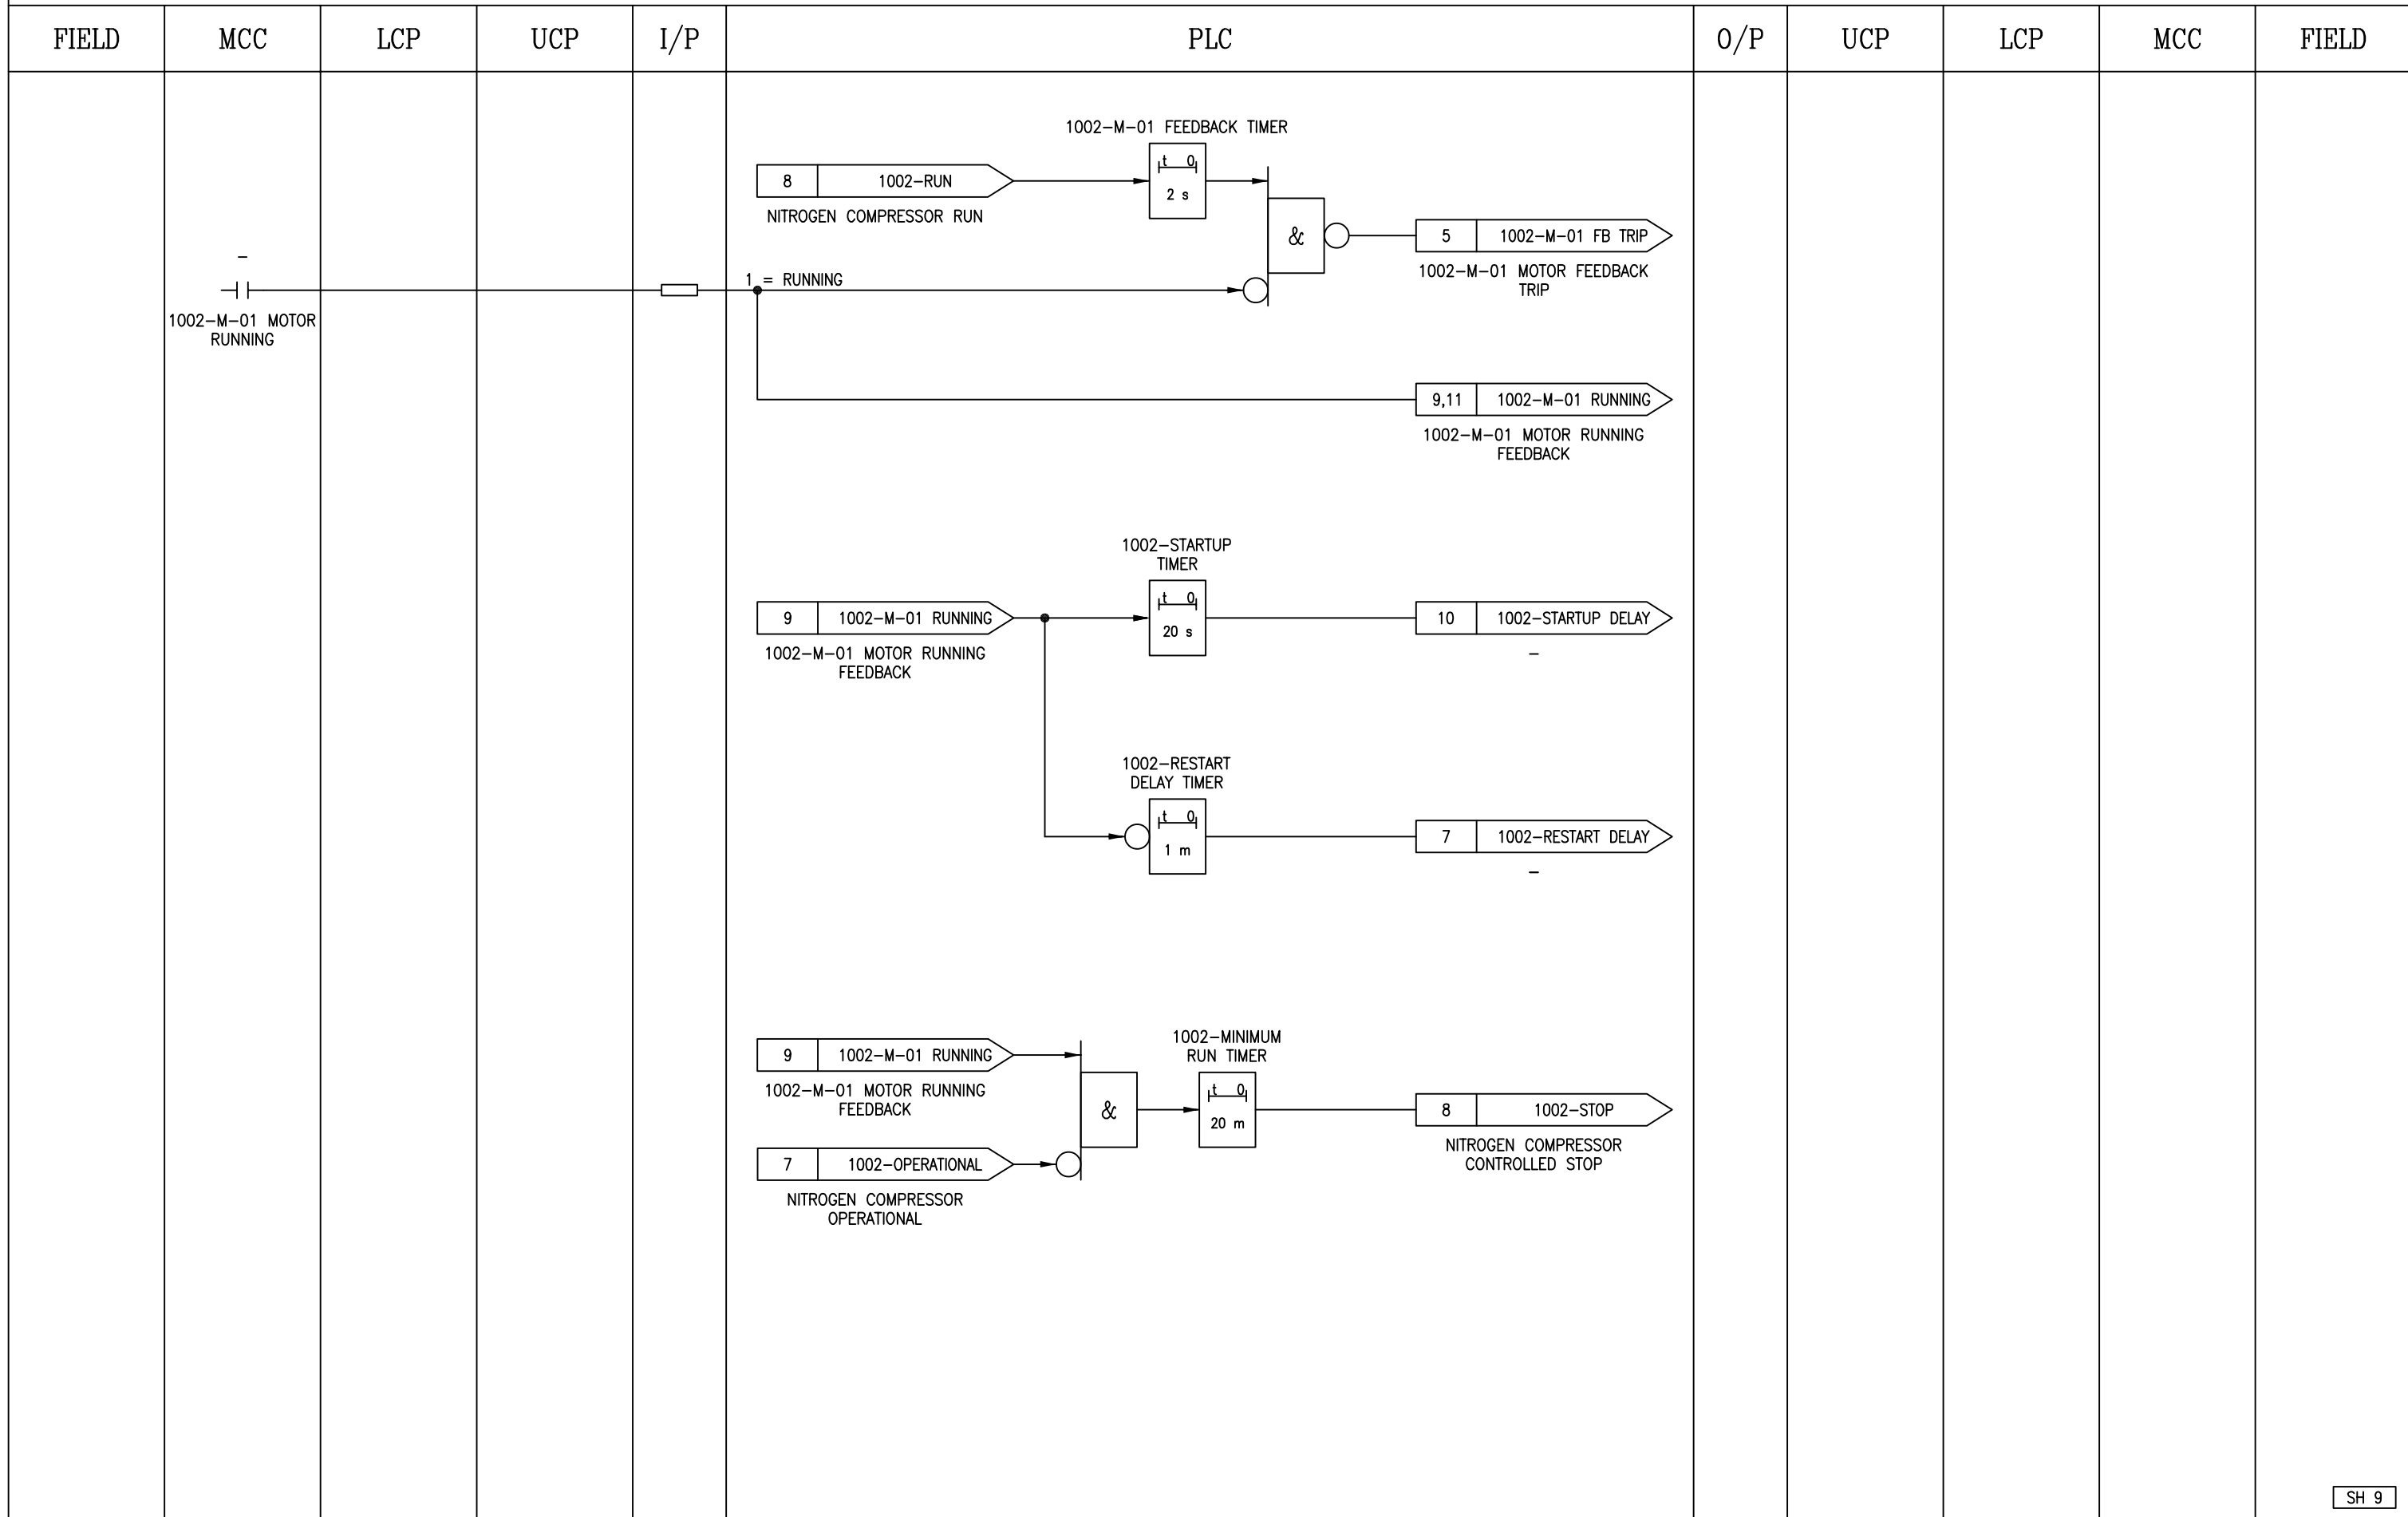 FIELD MCC LCP UCP I/P PLC O/P UCP LCP MCC FIELD
1002-M-01 FEEDBACK TIMER
t 0
2 s
8 1002-RUN
NITROGEN COMPRESSOR RUN
&
5 1002-M-01 FB TRIP
1002-M-01 MOTOR FEEDBACK
TRIP
-
1002-M-01 MOTOR
RUNNING
1 = RUNNING
9,11 1002-M-01 RUNNING
1002-M-01 MOTOR RUNNING
FEEDBACK
1002-STARTUP
TIMER
t 0
20 s
9 1002-M-01 RUNNING
1002-M-01 MOTOR RUNNING
FEEDBACK
10 1002-STARTUP DELAY
-
1002-RESTART
DELAY TIMER
t 0
1 m
7 1002-RESTART DELAY
-
9 1002-M-01 RUNNING
1002-M-01 MOTOR RUNNING
FEEDBACK
&
1002-MINIMUM
RUN TIMER
t 0
20 m
8 1002-STOP
NITROGEN COMPRESSOR
CONTROLLED STOP
7 1002-OPERATIONAL
NITROGEN COMPRESSOR
OPERATIONAL
SH 9